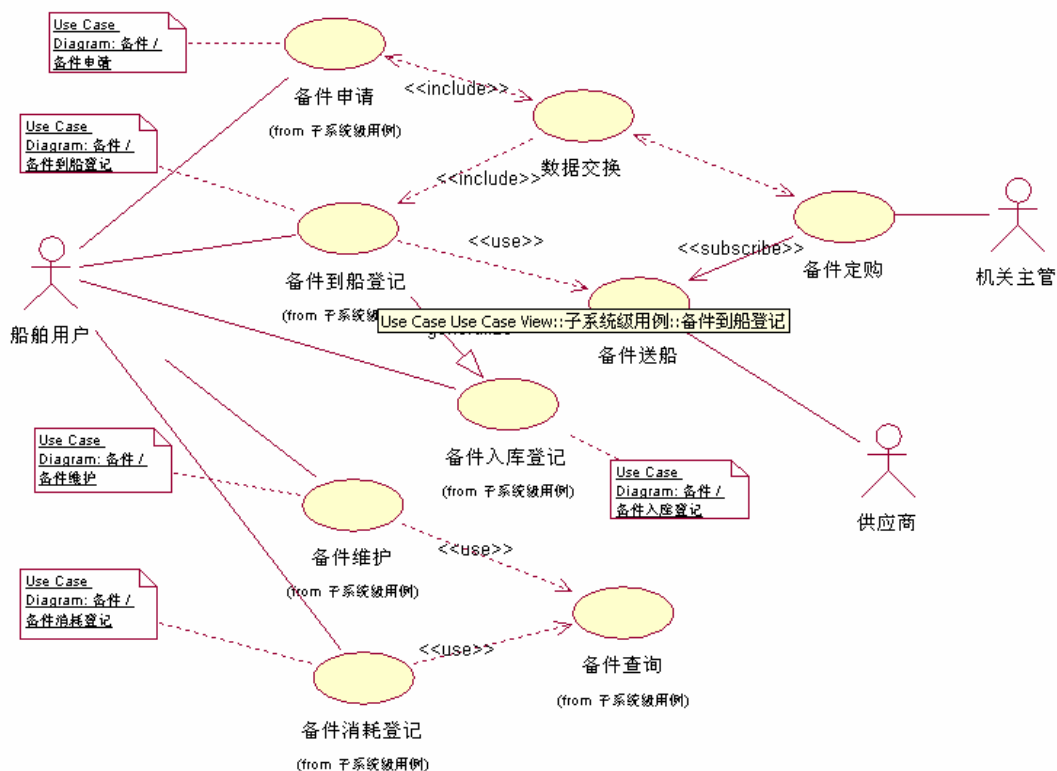 Use Case
Diagram: 备件 /
备件申请
备件申请
(from 子系统级用例)
<<include>>
数据交换
Use Case
Diagram: 备件 /
备件到船登记
<<include>>
备件到船登记
(from 子系统级用例)
<<use>>
<<subscribe>>
备件定购
机关主管
船舶用户
Use Case Use Case View::子系统级用例::备件到船登记
备件送船
备件入库登记
(from 子系统级用例)
Use Case
Diagram: 备件 /
备件入库登记
供应商
Use Case
Diagram: 备件 /
备件维护
备件维护
(from 子系统级用例)
<<use>>
Use Case
Diagram: 备件 /
备件消耗登记
<<use>>
备件查询
(from 子系统级用例)
备件消耗登记
(from 子系统级用例)